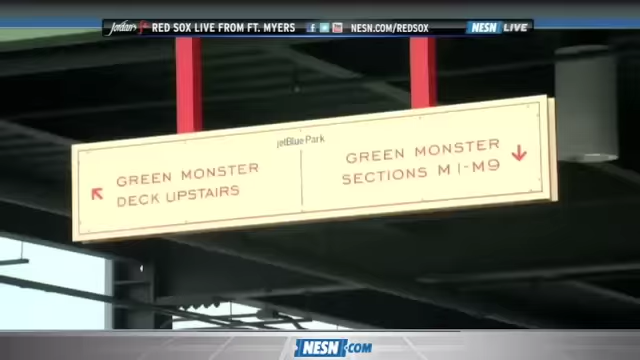 Jordan's RED SOX LIVE FROM FT. MYERS NESN.COM/REDSOX NESN LIVE
jetBlue Park
GREEN MONSTER
DECK UPSTAIRS
GREEN MONSTER
SECTIONS M1-M9
NESN.COM